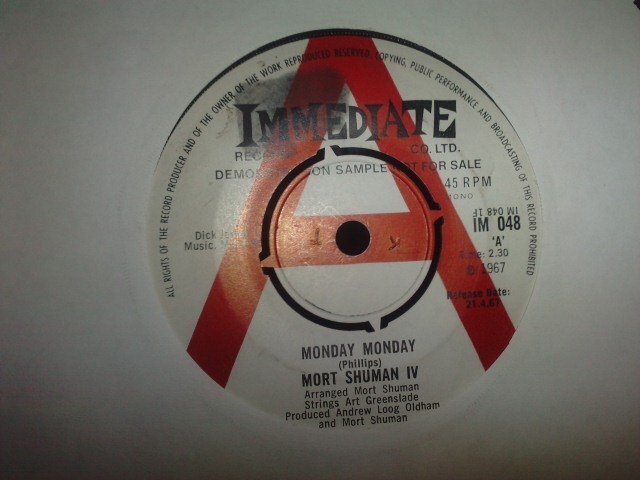 ALL RIGHTS OF THE RECORD PRODUCER AND OF THE OWNER OF THE WORK REPRODUCED RESERVED. COPYING, PUBLIC PERFORMANCE AND BROADCASTING OF THIS RECORD PROHIBITED
IMMEDIATE
CO. LTD.
SAMPLE NOT FOR SALE
45 RPM
MONO
IM 048 1F
IM 048
'A'
Dick
Music.
Time: 2.30
℗ 1967
Release Date:
21.4.67
MONDAY MONDAY
(Phillips)
MORT SHUMAN IV
Arranged Mort Shuman
Strings Art Greenslade
Produced Andrew Loog Oldham
and Mort Shuman